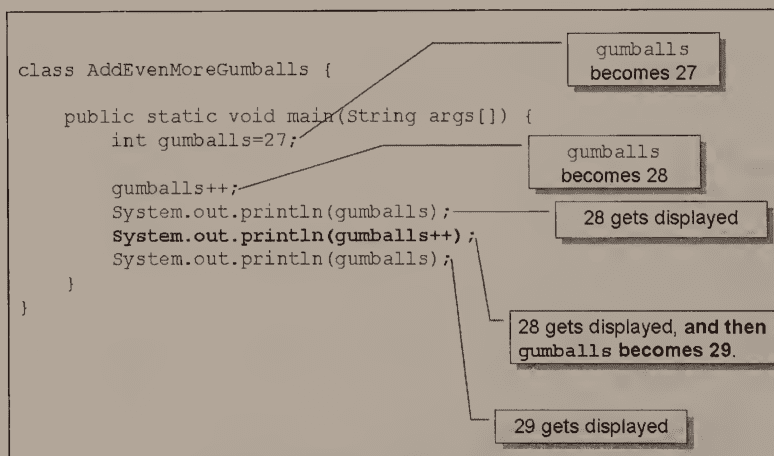 class AddEvenMoreGumballs {
public static void main(String args[]) {
int gumballs=27;
gumballs++;
System.out.println(gumballs);
System.out.println(gumballs++);
System.out.println(gumballs);
}
}
gumballs
becomes 27
gumballs
becomes 28
28 gets displayed
28 gets displayed, and then
gumballs becomes 29.
29 gets displayed